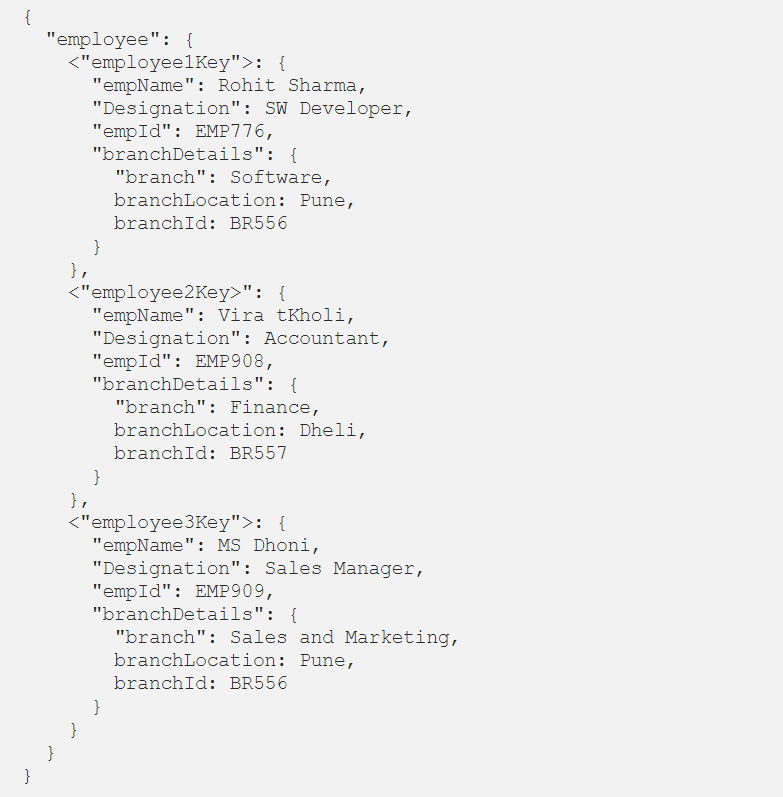 {
  "employee": {
    <"employee1Key">: {
      "empName": Rohit Sharma,
      "Designation": SW Developer,
      "empId": EMP776,
      "branchDetails": {
        "branch": Software,
        branchLocation: Pune,
        branchId: BR556
      }
    },
    <"employee2Key>": {
      "empName": Vira tKholi,
      "Designation": Accountant,
      "empId": EMP908,
      "branchDetails": {
        "branch": Finance,
        branchLocation: Dheli,
        branchId: BR557
      }
    },
    <"employee3Key">: {
      "empName": MS Dhoni,
      "Designation": Sales Manager,
      "empId": EMP909,
      "branchDetails": {
        "branch": Sales and Marketing,
        branchLocation: Pune,
        branchId: BR556
      }
    }
  }
}